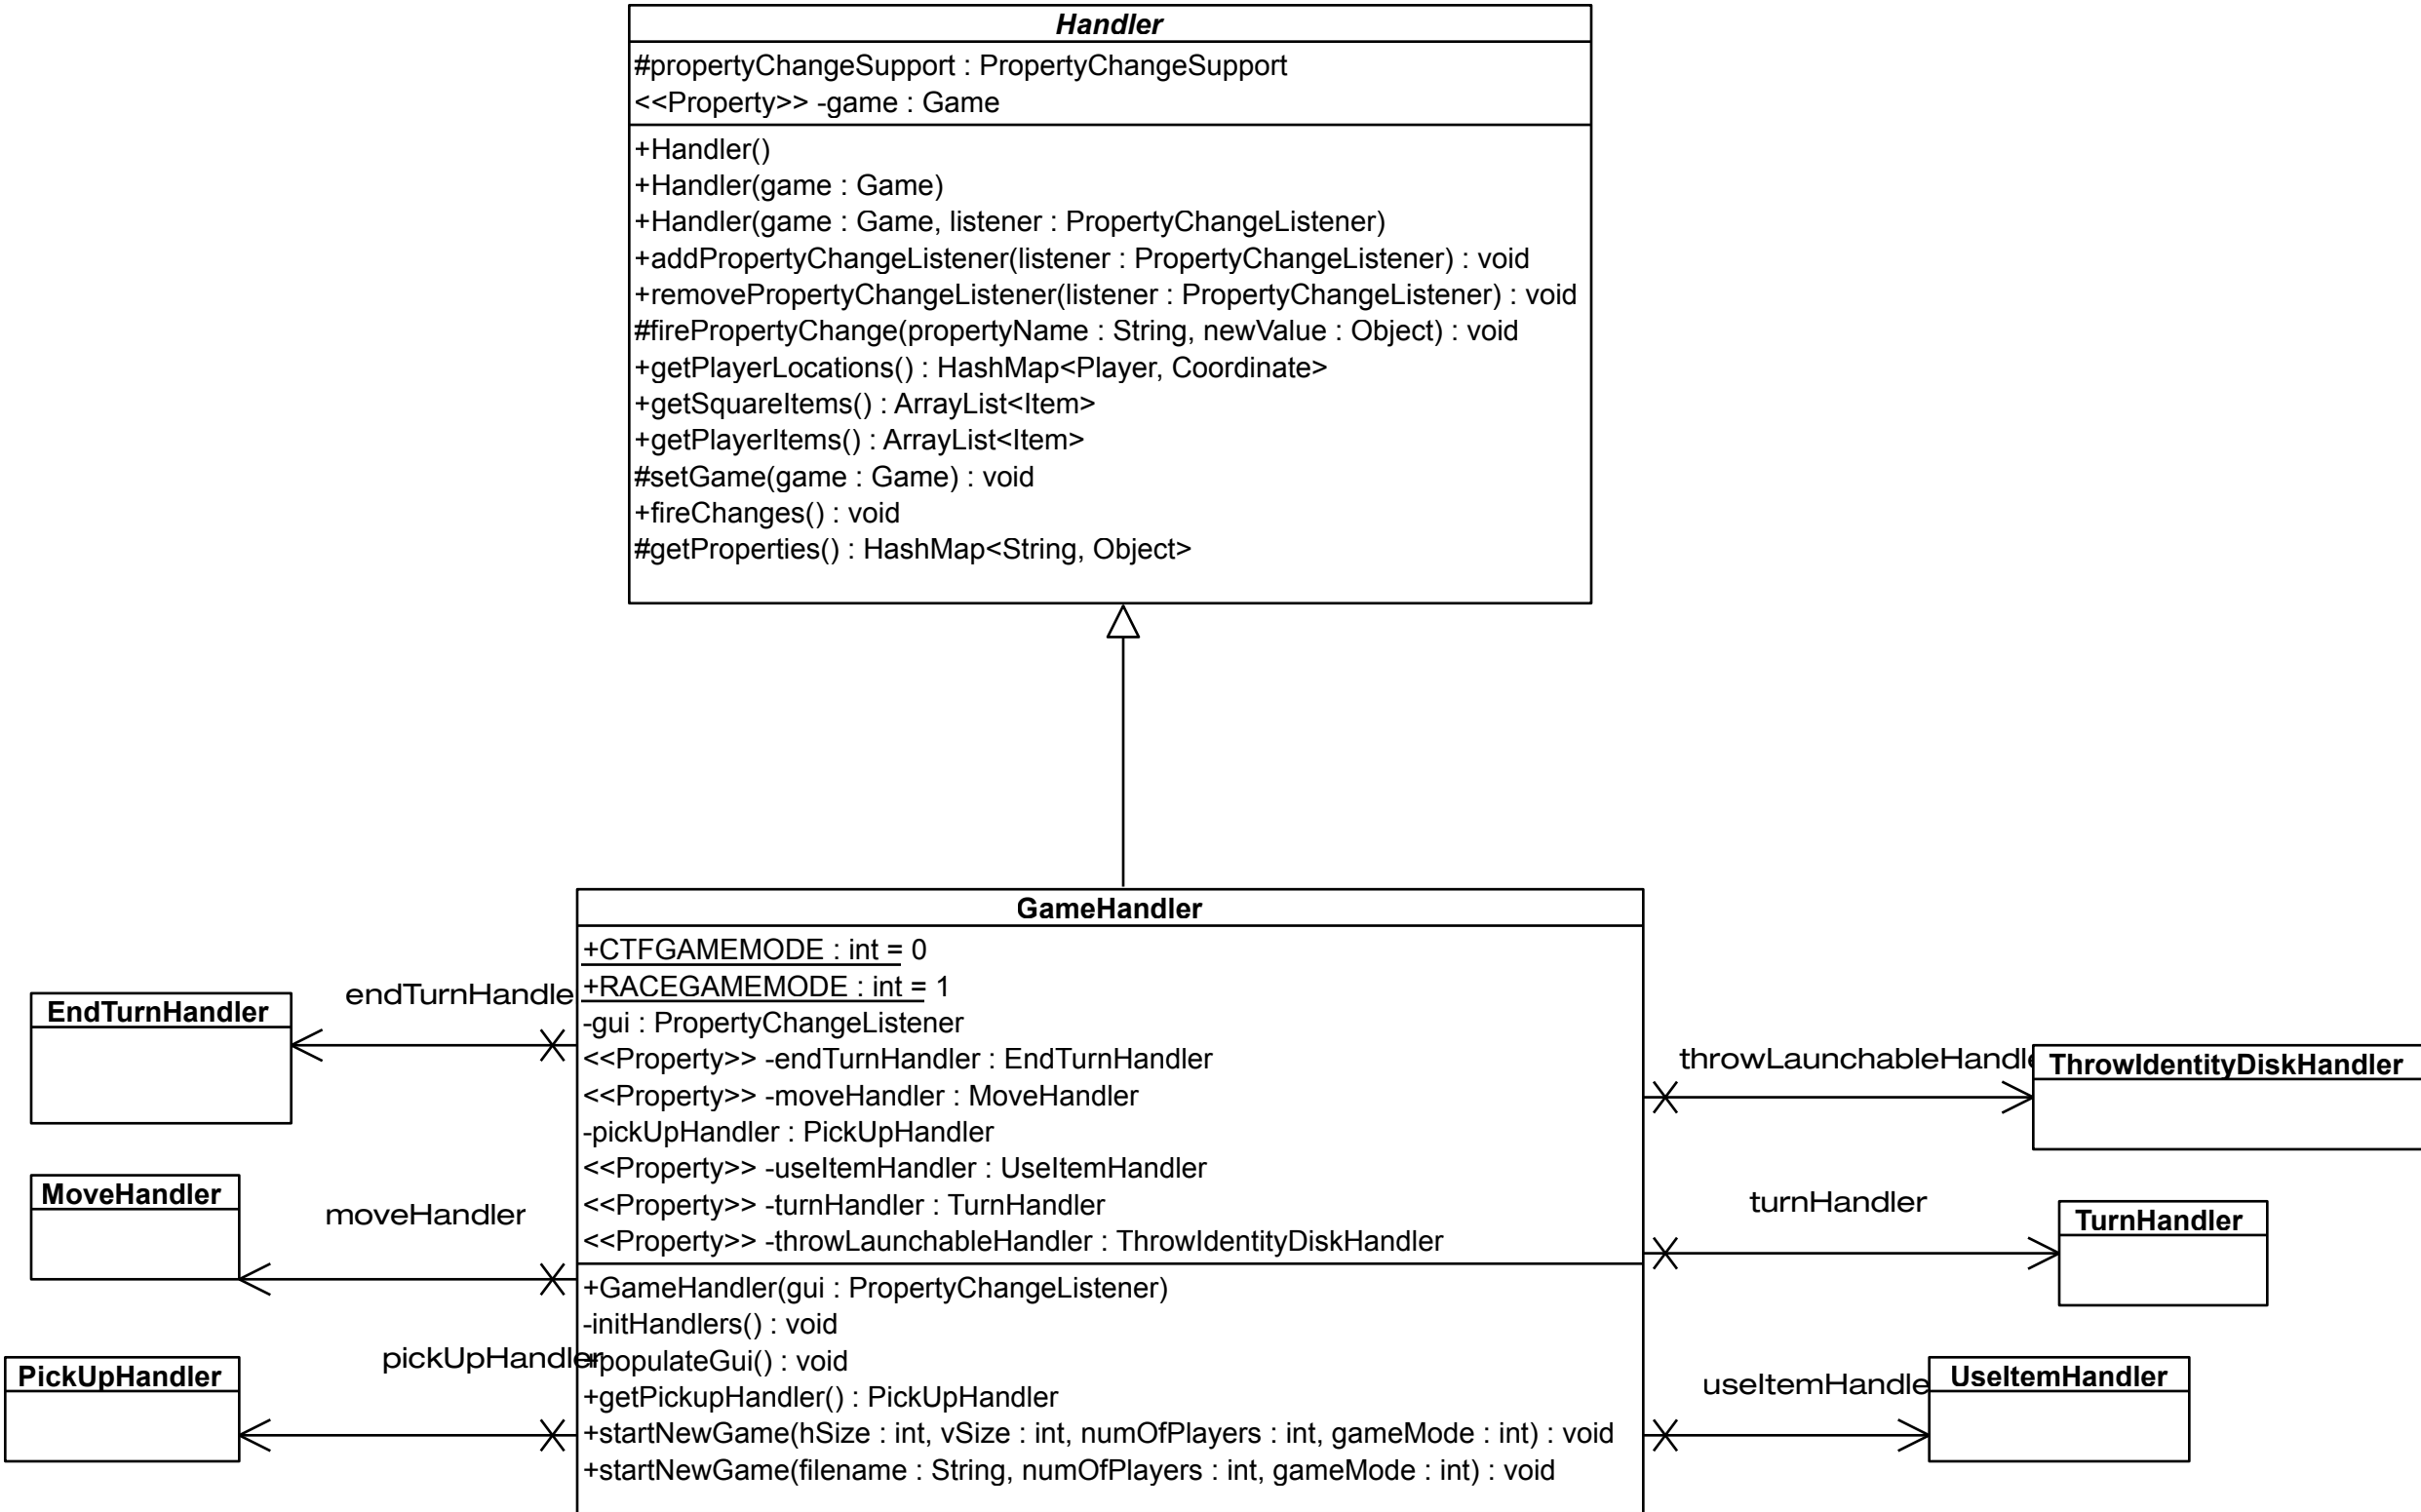 Handler
#propertyChangeSupport : PropertyChangeSupport
<<Property>> -game : Game
+Handler()
+Handler(game : Game)
+Handler(game : Game, listener : PropertyChangeListener)
+addPropertyChangeListener(listener : PropertyChangeListener) : void
+removePropertyChangeListener(listener : PropertyChangeListener) : void
#firePropertyChange(propertyName : String, newValue : Object) : void
+getPlayerLocations() : HashMap<Player, Coordinate>
+getSquareItems() : ArrayList<Item>
+getPlayerItems() : ArrayList<Item>
#setGame(game : Game) : void
+fireChanges() : void
#getProperties() : HashMap<String, Object>
GameHandler
+CTFGAMEMODE : int = 0
+RACEGAMEMODE : int = 1
-gui : PropertyChangeListener
<<Property>> -endTurnHandler : EndTurnHandler
<<Property>> -moveHandler : MoveHandler
-pickUpHandler : PickUpHandler
<<Property>> -useItemHandler : UseItemHandler
<<Property>> -turnHandler : TurnHandler
<<Property>> -throwLaunchableHandler : ThrowIdentityDiskHandler
+GameHandler(gui : PropertyChangeListener)
-initHandlers() : void
+populateGui() : void
+getPickupHandler() : PickUpHandler
+startNewGame(hSize : int, vSize : int, numOfPlayers : int, gameMode : int) : void
+startNewGame(filename : String, numOfPlayers : int, gameMode : int) : void
endTurnHandle
EndTurnHandler
MoveHandler
moveHandler
pickUpHandler
PickUpHandler
throwLaunchableHandle
ThrowIdentityDiskHandler
turnHandler
TurnHandler
useItemHandle
UseItemHandler